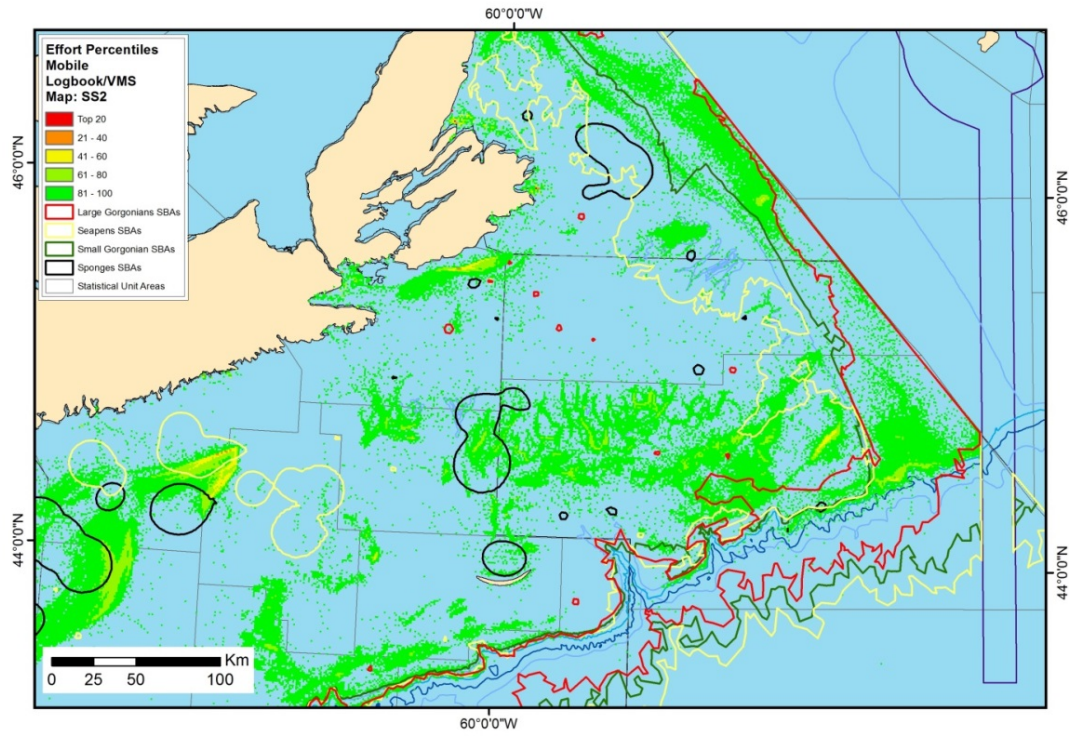 60°0'0"W
Effort Percentiles
Mobile
Logbook/VMS
Map: SS2
Top 20
21 - 40
41 - 60
61 - 80
81 - 100
Large Gorgonians SBAs
Seapens SBAs
Small Gorgonian SBAs
Sponges SBAs
Statistical Unit Areas
46°0'0"N
46°0'0"N
44°0'0"N
44°0'0"N
Km
0 25 50 100
60°0'0"W